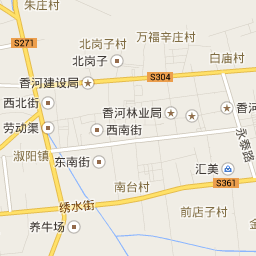 朱庄村
S271
北岗子村
万福辛庄村
北岗子
白庙村
香河建设局
S304
西北街
香河林业局
香河
劳动渠
西南街
永泰路
淑阳镇
东南街
汇美
南台村
S361
绣水街
前店子村
养牛场